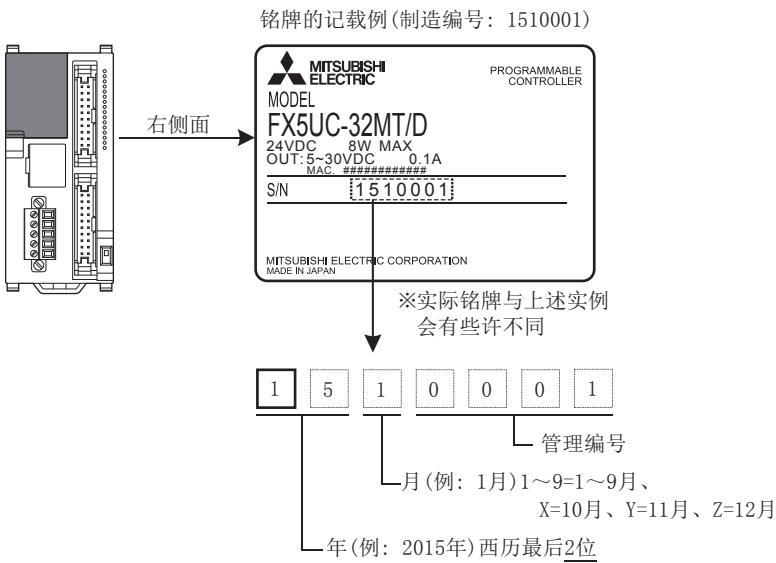 铭牌的记载例(制造编号: 1510001)
MITSUBISHI
ELECTRIC
PROGRAMMABLE
CONTROLLER
MODEL
FX5UC-32MT/D
24VDC 8W MAX
OUT: 5~30VDC 0.1A
MAC. ############
S/N 1510001
MITSUBISHI ELECTRIC CORPORATION
MADE IN JAPAN
右侧面
※实际铭牌与上述实例
会有些许不同
1 5 1 0 0 0 1
管理编号
月(例: 1月)1～9=1～9月、
X=10月、Y=11月、Z=12月
年(例: 2015年)西历最后2位